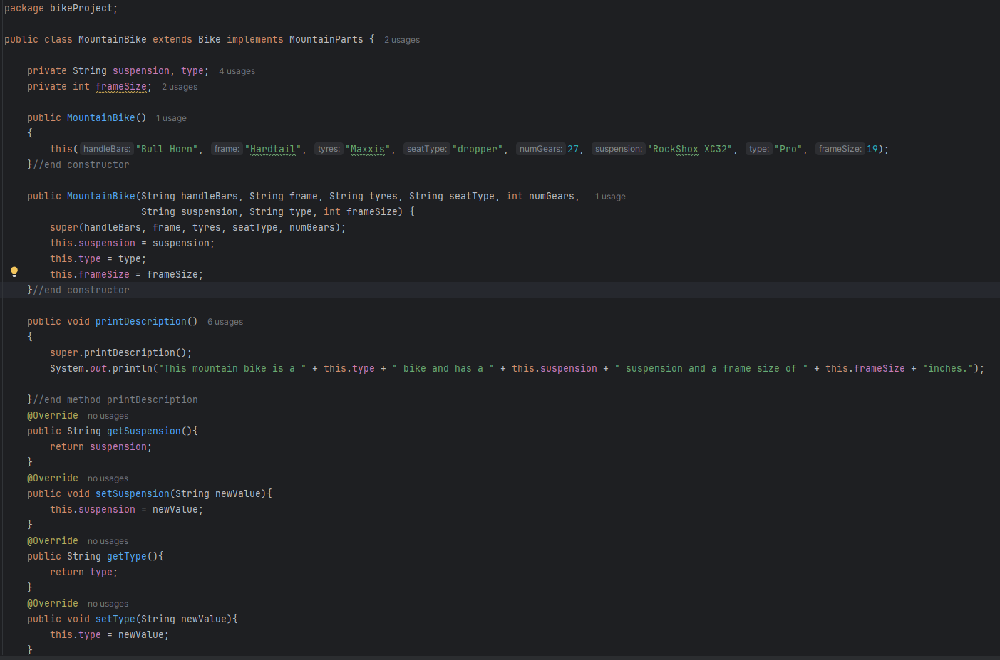 package bikeProject;
public class MountainBike extends Bike implements MountainParts { 2 usages
private String suspension, type; 4 usages
private int frameSize; 2 usages
public MountainBike() 1 usage
{
this( handleBars: "Bull Horn", frame: "Hardtail", tyres: "Maxxis", seatType: "dropper", numGears: 27, suspension: "RockShox XC32", type: "Pro", frameSize: 19);
}//end constructor
public MountainBike(String handleBars, String frame, String tyres, String seatType, int numGears, 1 usage
String suspension, String type, int frameSize) {
super(handleBars, frame, tyres, seatType, numGears);
this.suspension = suspension;
this.type = type;
this.frameSize = frameSize;
}//end constructor
public void printDescription() 6 usages
{
super.printDescription();
System.out.println("This mountain bike is a " + this.type + " bike and has a " + this.suspension + " suspension and a frame size of " + this.frameSize + "inches.");
}//end method printDescription
@Override no usages
public String getSuspension(){
return suspension;
}
@Override no usages
public void setSuspension(String newValue){
this.suspension = newValue;
}
@Override no usages
public String getType(){
return type;
}
@Override no usages
public void setType(String newValue){
this.type = newValue;
}